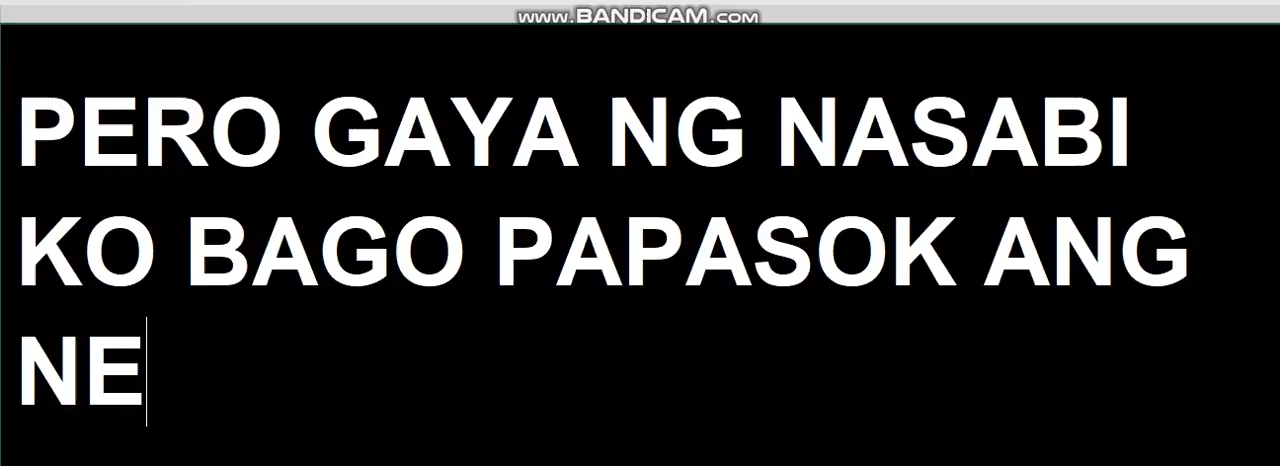 www.BANDICAM.com
PERO GAYA NG NASABI
KO BAGO PAPASOK ANG
NE